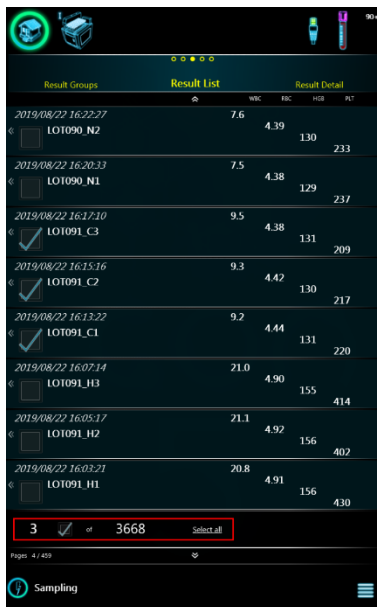 90
Result Groups Result List Result Detail
WBC RBC HGB PLT
2019/08/22 16:22:27 7.6
LOT090_N2 4.39
130
233
2019/08/22 16:20:33 7.5
LOT090_N1 4.38
129
237
2019/08/22 16:17:10 9.5
LOT091_C3 4.38
131
209
2019/08/22 16:15:16 9.3
LOT091_C2 4.42
130
217
2019/08/22 16:13:22 9.2
LOT091_C1 4.44
131
220
2019/08/22 16:07:14 21.0
LOT091_H3 4.90
155
414
2019/08/22 16:05:17 21.1
LOT091_H2 4.92
156
402
2019/08/22 16:03:21 20.8
LOT091_H1 4.91
156
430
3 of 3668 Select all
Pages 4 / 459
Sampling